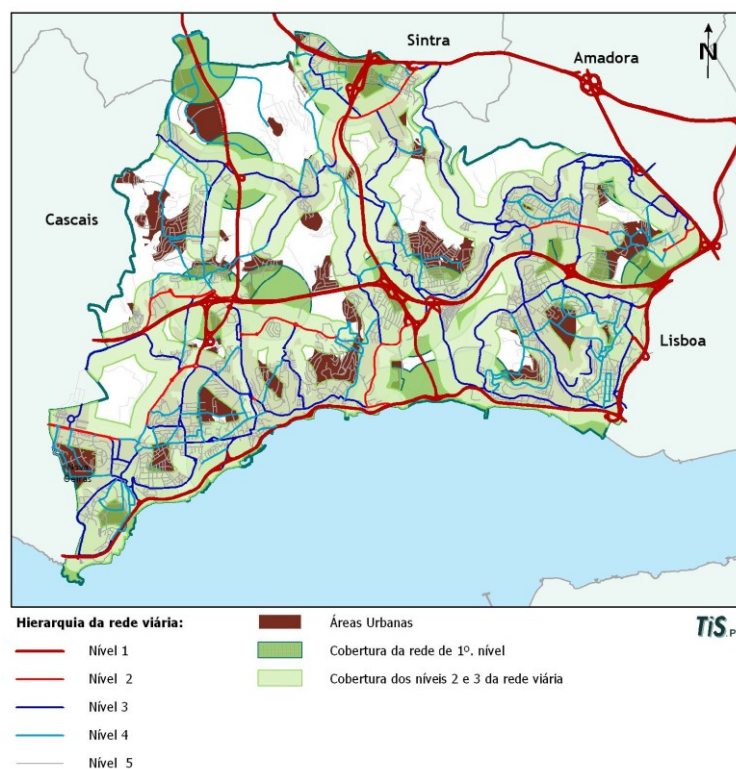 Sintra
Amadora
N
Cascais
Lisboa
Oeiras
Hierarquia da rede viária:
Nível 1
Nível 2
Nível 3
Nível 4
Nível 5
Áreas Urbanas
Cobertura da rede de 1º. nível
Cobertura dos níveis 2 e 3 da rede viária
TiS.P